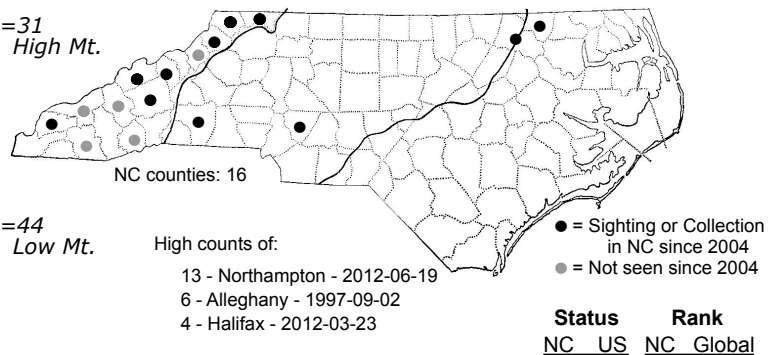 =31
High Mt.
NC counties: 16
=44
Low Mt.
High counts of:
13 - Northampton - 2012-06-19
6 - Alleghany - 1997-09-02
4 - Halifax - 2012-03-23
= Sighting or Collection
in NC since 2004
= Not seen since 2004
Status Rank
NC US NC Global